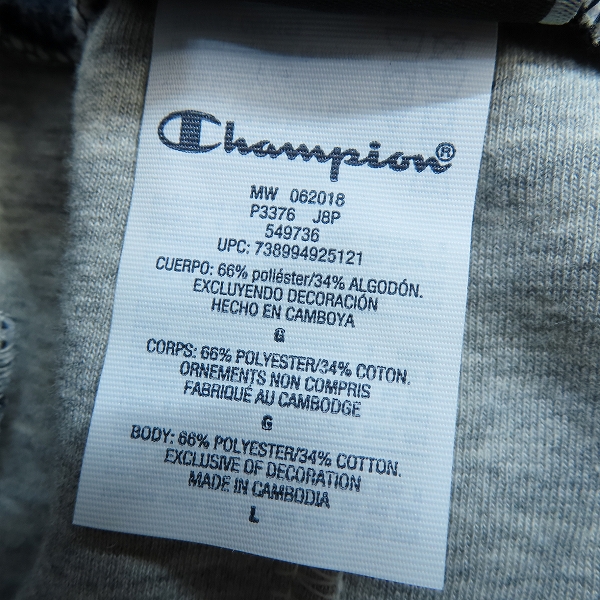 Champion®
MW 062018
P3376 J8P
549736
UPC: 738994925121
CUERPO: 66% poliéster/34% ALGODÓN.
EXCLUYENDO DECORACIÓN
HECHO EN CAMBOYA
G
CORPS: 66% POLYESTER/34% COTON.
ORNEMENTS NON COMPRIS
FABRIQUÉ AU CAMBODGE
G
BODY: 66% POLYESTER/34% COTTON.
EXCLUSIVE OF DECORATION
MADE IN CAMBODIA
L